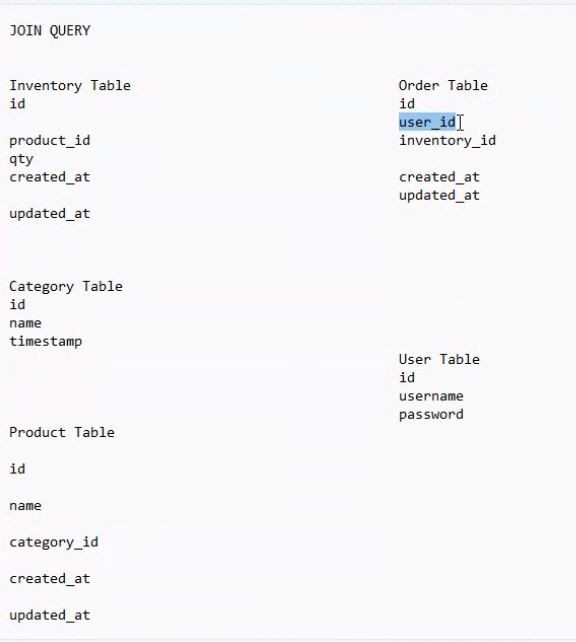 JOIN QUERY
Inventory Table
id
product_id
qty
created_at
updated_at
Category Table
id
name
timestamp
Product Table
id
name
category_id
created_at
updated_at
Order Table
id
user_id
inventory_id
created_at
updated_at
User Table
id
username
password